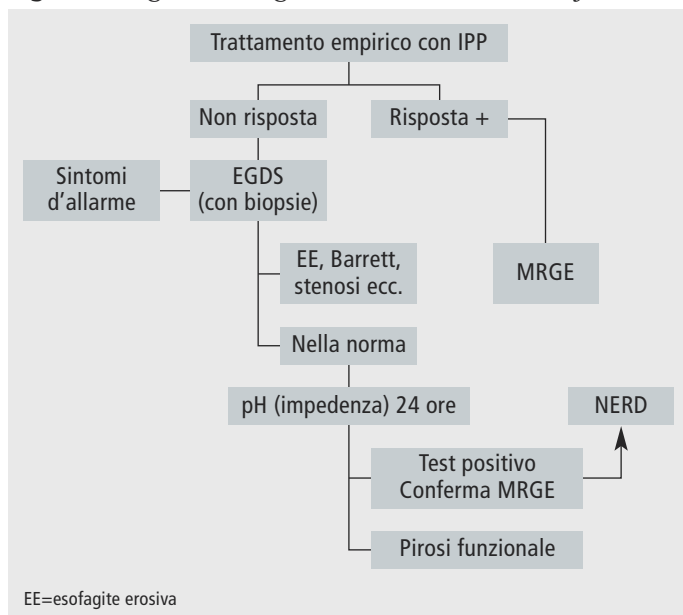 Trattamento empirico con IPP
Non risposta
Risposta +
Sintomi
d'allarme
EGDS
(con biopsie)
EE, Barrett,
stenosi ecc.
MRGE
Nella norma
pH (impedenza) 24 ore
NERD
Test positivo
Conferma MRGE
Pirosi funzionale
EE=esofagite erosiva